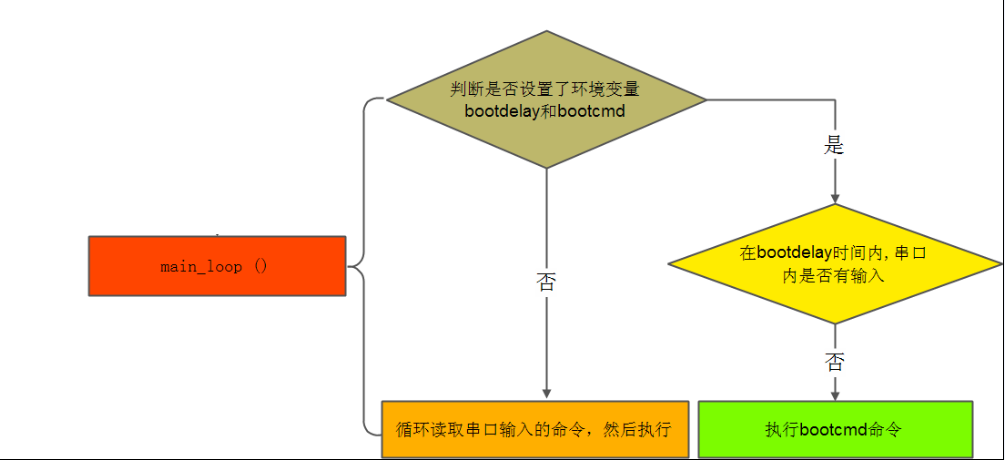 判断是否设置了环境变量
bootdelay和bootcmd
是
main_loop ()
在bootdelay时间内,串口
内是否有输入
否
否
循环读取串口输入的命令，然后执行
执行bootcmd命令